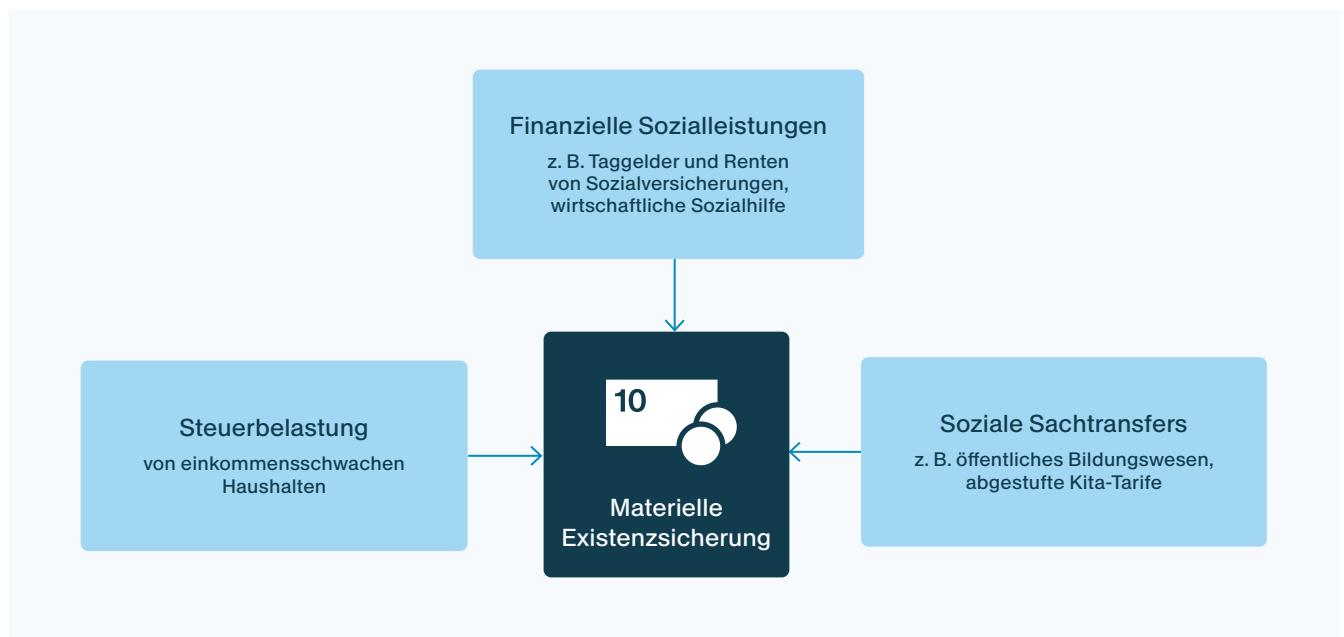 Finanzielle Sozialleistungen
z. B. Taggelder und Renten
von Sozialversicherungen,
wirtschaftliche Sozialhilfe
Steuerbelastung
von einkommensschwachen
Haushalten
10
Materielle
Existenzsicherung
Soziale Sachtransfers
z. B. öffentliches Bildungswesen,
abgestufte Kita-Tarife